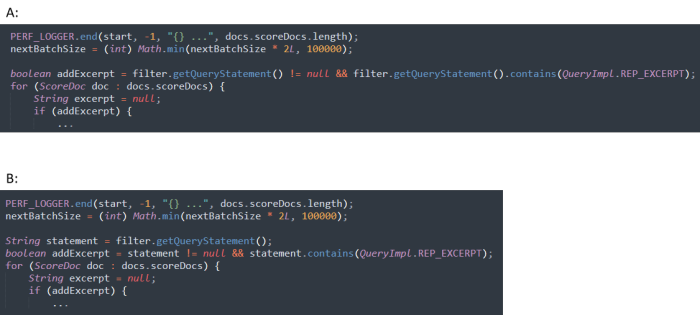 A:
PERF_LOGGER.end(start, -1, "{} ...", docs.scoreDocs.length);
nextBatchSize = (int) Math.min(nextBatchSize * 2L, 100000);
boolean addExcerpt = filter.getQueryStatement() != null && filter.getQueryStatement().contains(QueryImpl.REP_EXCERPT);
for (ScoreDoc doc : docs.scoreDocs) {
String excerpt = null;
if (addExcerpt) {
...
B:
PERF_LOGGER.end(start, -1, "{} ...", docs.scoreDocs.length);
nextBatchSize = (int) Math.min(nextBatchSize * 2L, 100000);
String statement = filter.getQueryStatement();
boolean addExcerpt = statement != null && statement.contains(QueryImpl.REP_EXCERPT);
for (ScoreDoc doc : docs.scoreDocs) {
String excerpt = null;
if (addExcerpt) {
...